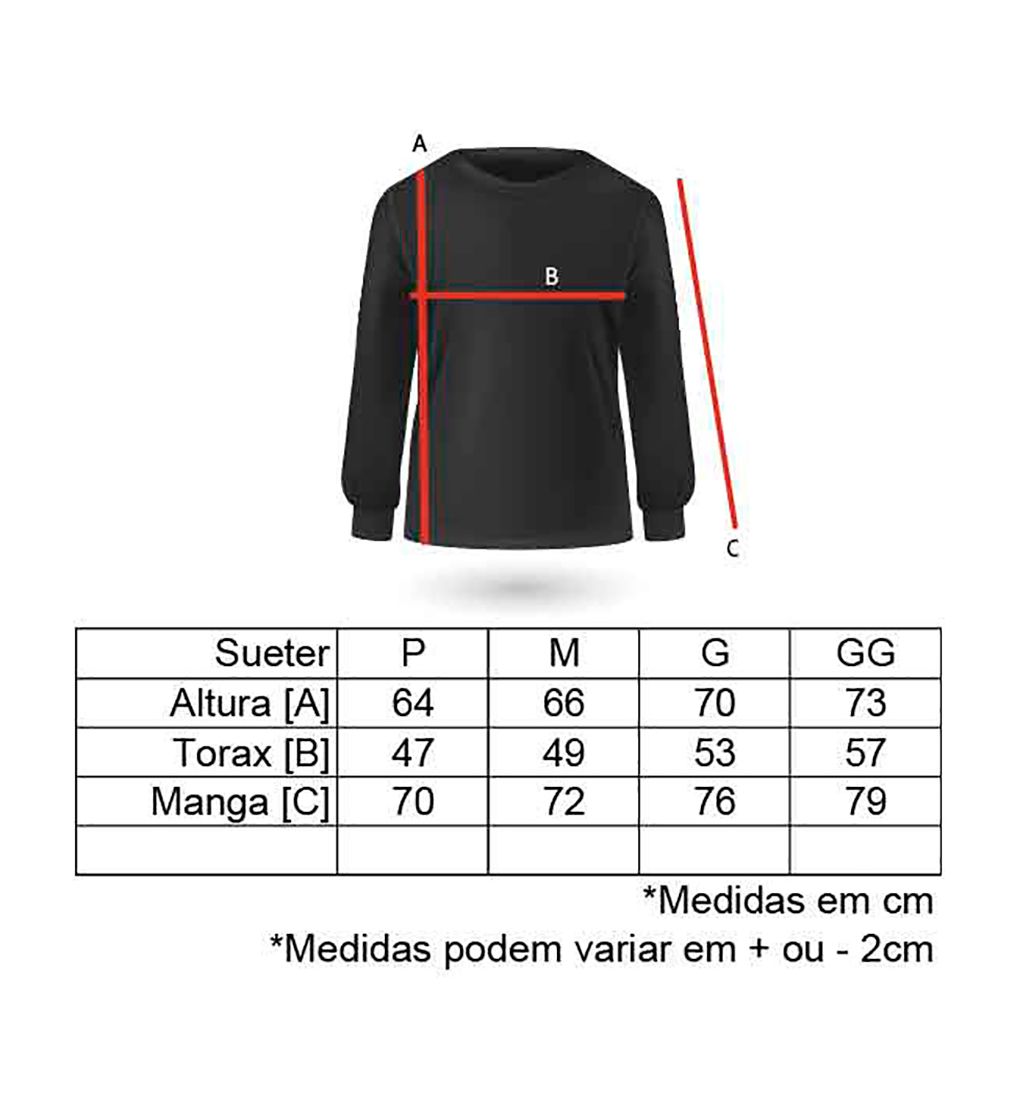 A
B
C
Sueter P M G GG
Altura [A] 64 66 70 73
Torax [B] 47 49 53 57
Manga [C] 70 72 76 79
*Medidas em cm
*Medidas podem variar em + ou - 2cm